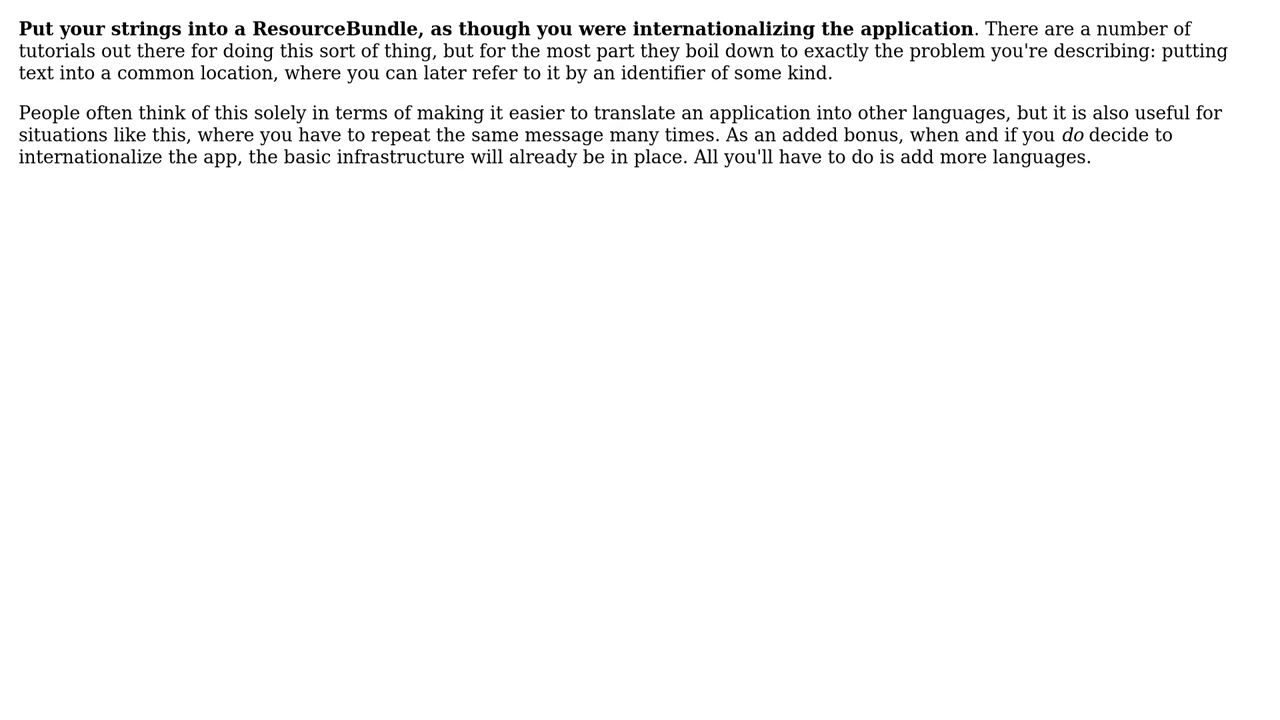 Put your strings into a ResourceBundle, as though you were internationalizing the application. There are a number of
tutorials out there for doing this sort of thing, but for the most part they boil down to exactly the problem you're describing: putting
text into a common location, where you can later refer to it by an identifier of some kind.
People often think of this solely in terms of making it easier to translate an application into other languages, but it is also useful for
situations like this, where you have to repeat the same message many times. As an added bonus, when and if you do decide to
internationalize the app, the basic infrastructure will already be in place. All you'll have to do is add more languages.